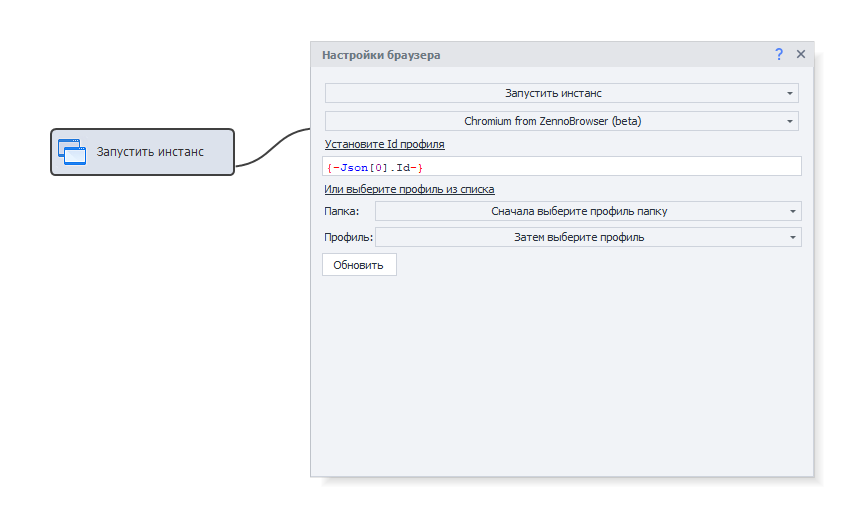 Настройки браузера
?
Запустить инстанс
Запустить инстанс
Chromium from ZennoBrowser (beta)
Установите Id профиля
{-Json[0].Id-}
Или выберите профиль из списка
Папка: Сначала выберите профиль папку
Профиль: Затем выберите профиль
Обновить